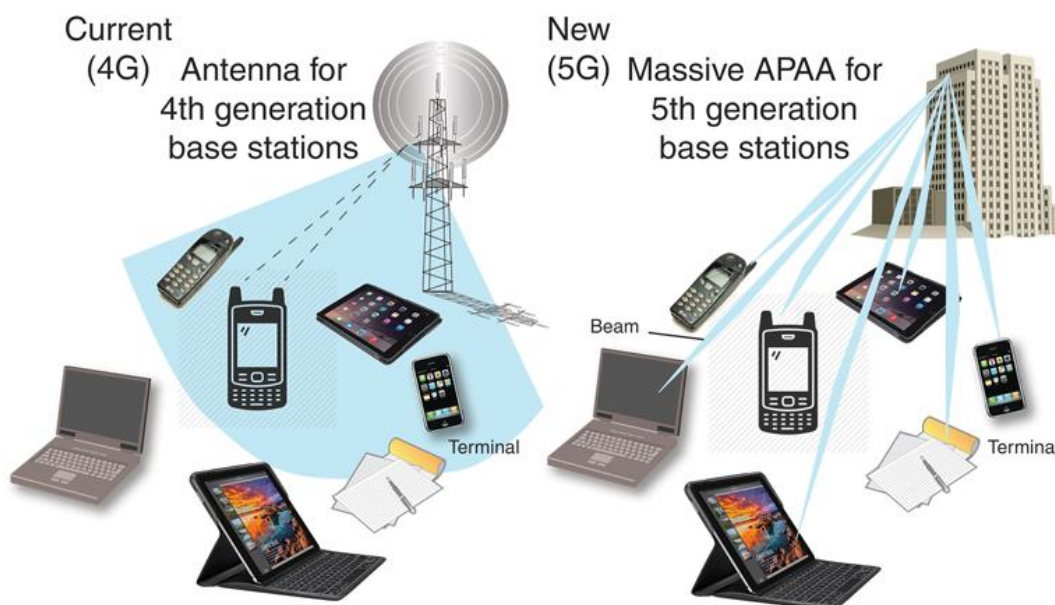 Current
(4G)
Antenna for
4th generation
base stations
Terminal
New
(5G)
Massive APAA for
5th generation
base stations
Beam
Termina